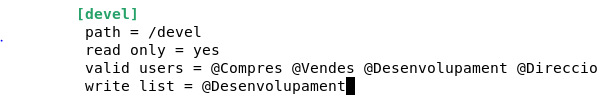 [devel]
path = /devel
read only = yes
valid users = @Compres @Vendes @Desenvolupament @Direccio
write list = @Desenvolupament